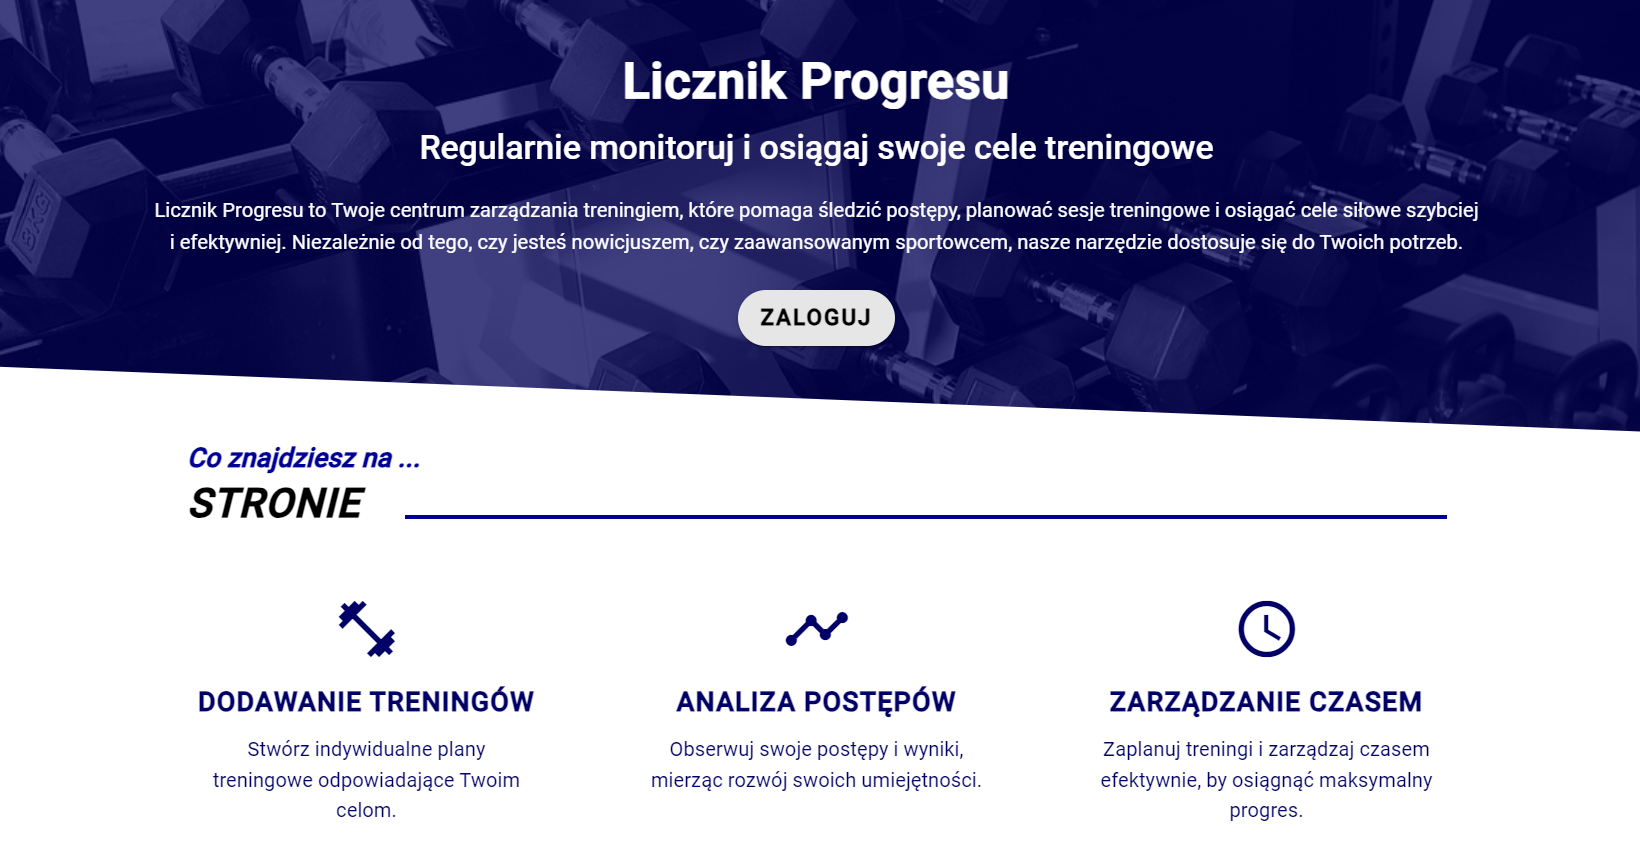 Licznik Progresu
Regularnie monitoruj i osiągaj swoje cele treningowe
Licznik Progresu to Twoje centrum zarządzania treningiem, które pomaga śledzić postępy, planować sesje treningowe i osiągać cele siłowe szybciej
i efektywniej. Niezależnie od tego, czy jesteś nowicjuszem, czy zaawansowanym sportowcem, nasze narzędzie dostosuje się do Twoich potrzeb.
ZALOGUJ
Co znajdziesz na ...
STRONIE
DODAWANIE TRENINGÓW
Stwórz indywidualne plany
treningowe odpowiadające Twoim
celom.
ANALIZA POSTĘPÓW
Obserwuj swoje postępy i wyniki,
mierząc rozwój swoich umiejętności.
ZARZĄDZANIE CZASEM
Zaplanuj treningi i zarządzaj czasem
efektywnie, by osiągnąć maksymalny
progres.